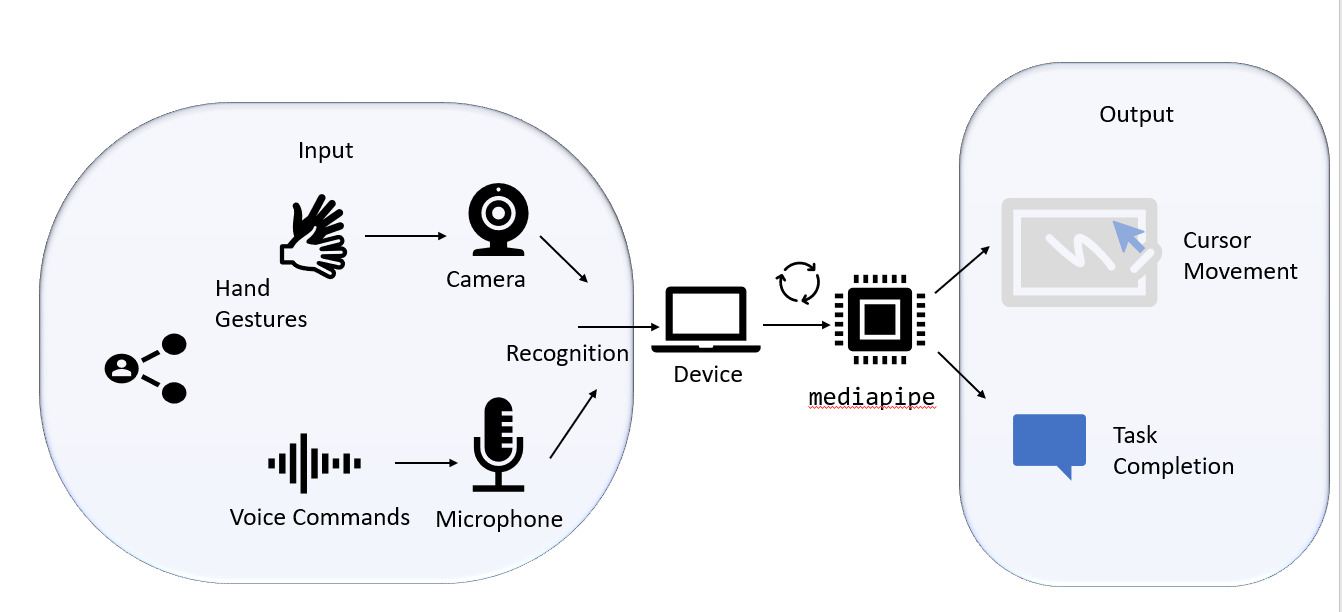 Input
Hand
Gestures
Camera
Recognition
Voice Commands
Microphone
Device
mediapipe
Output
Cursor
Movement
Task
Completion